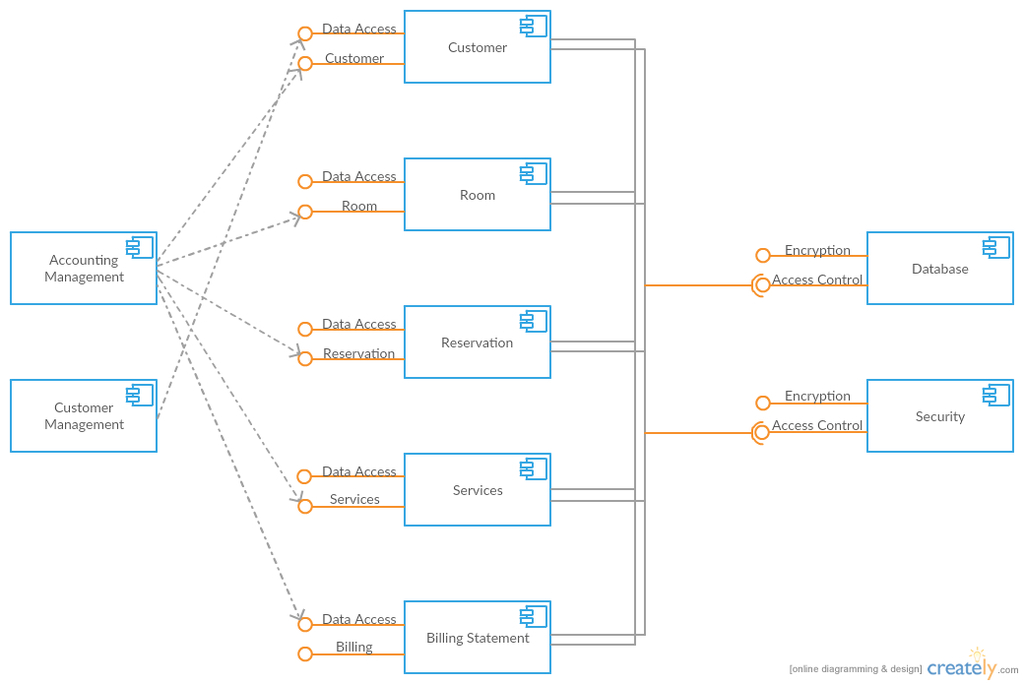 Data Access
Customer
Customer
Data Access
Room
Room
Accounting
Management
Encryption
Access Control
Database
Data Access
Reservation
Reservation
Customer
Management
Encryption
Access Control
Security
Data Access
Services
Services
Data Access
Billing
Billing Statement
[online diagramming & design] creately.com